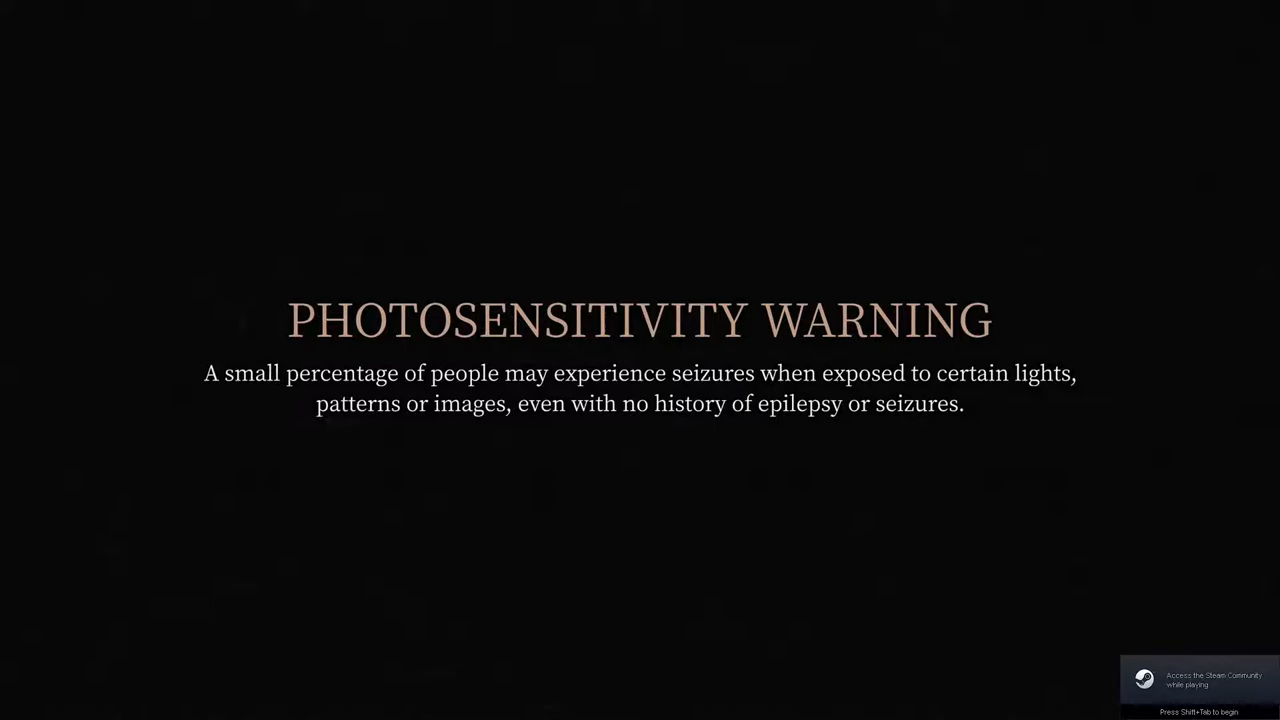 PHOTOSENSITIVITY WARNING
A small percentage of people may experience seizures when exposed to certain lights,
patterns or images, even with no history of epilepsy or seizures.
Access the Steam Community
while playing
Press Shift+Tab to begin